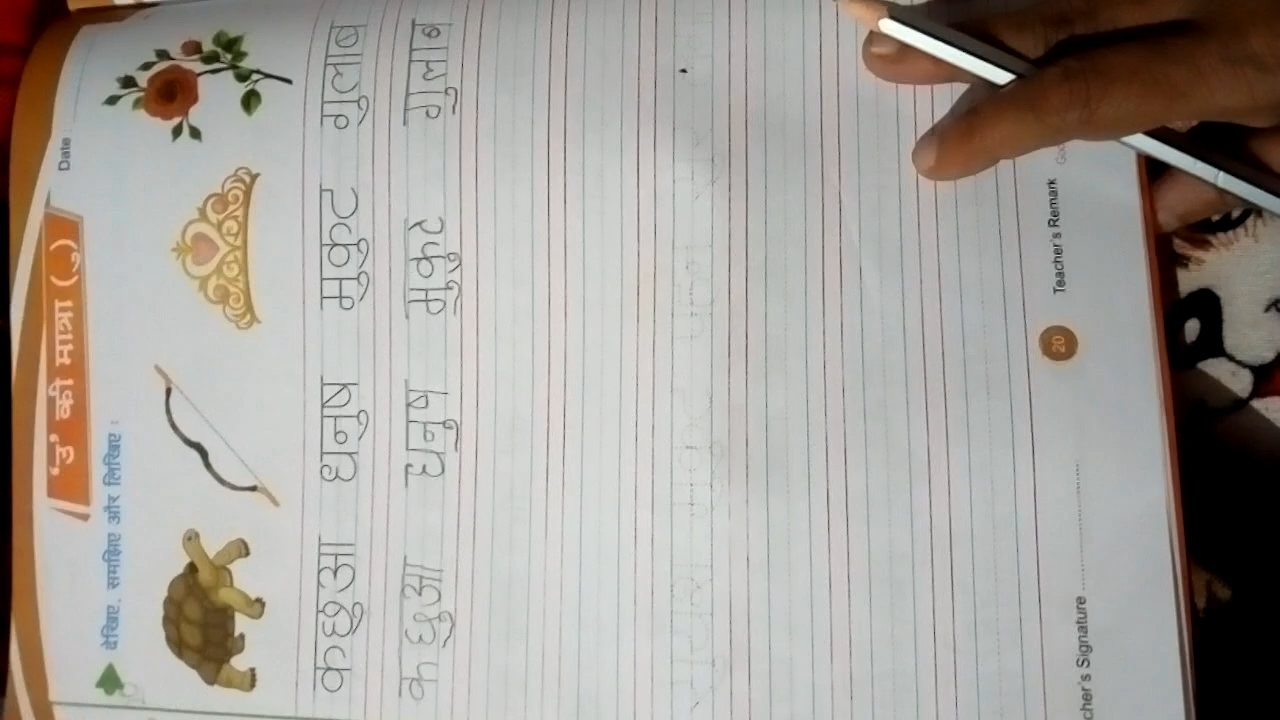 Date
'उ' की मात्रा ( ु )
देखिए, समझिए और लिखिए :
कछुआ धनुष मुकुट गुलाब
कछुआ धनुष मुकुट गुलाब
cher's Signature
20
Teacher's Remark